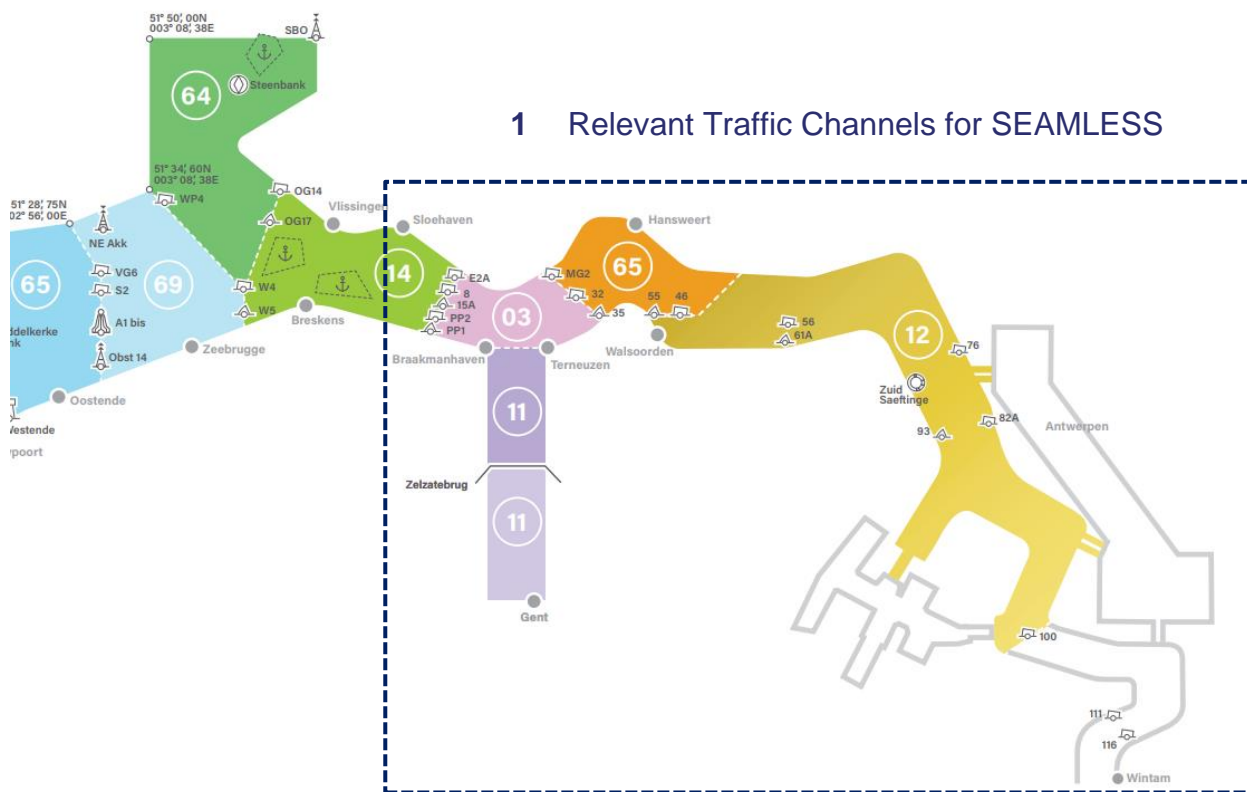 51° 50,' 00N
003° 08,' 38E
SBO
Steenbank
64
1 Relevant Traffic Channels for SEAMLESS
51° 34,' 60N
003° 08,' 38E
WP4
OG14
51° 28,' 75N
02° 56,' 00E
OG17
Vlissingen
Sloehaven
Hansweert
NE Akk
VG6
S2
65
69
W4
W5
14
E2A
8
15A
PP2
PP1
MG2
65
32
35
55
46
03
A1 bis
ddelkerke
nk
Obst 14
Zeebrugge
Breskens
Braakmanhaven
Terneuzen
Walsoorden
56
61A
12
76
Zuid
Saeftinge
Oostende
Westende
wpoort
11
93
82A
Antwerpen
Zelzatebrug
11
Gent
100
111
116
Wintam